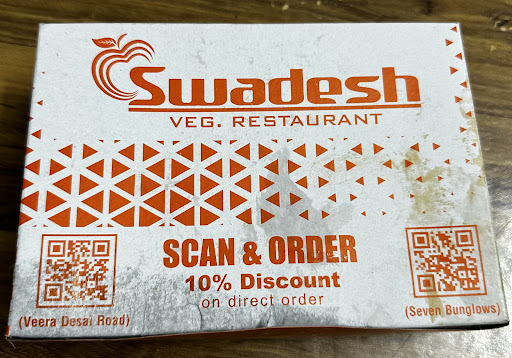 Swadesh
VEG. RESTAURANT
SCAN & ORDER
10% Discount
on direct order
(Veera Desai Road)
(Seven Bunglows)